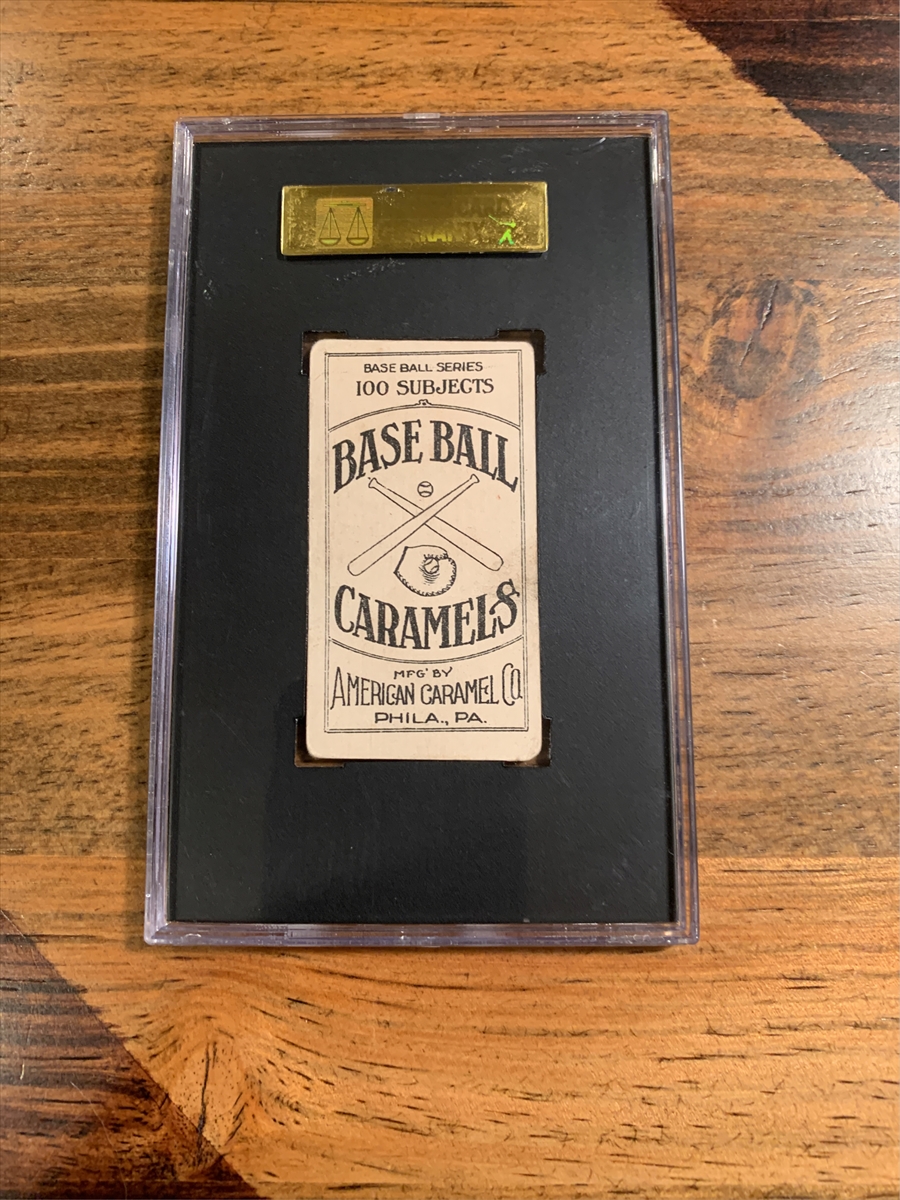 BASE BALL SERIES
100 SUBJECTS
BASE BALL
CARAMELS
MFG' BY
AMERICAN CARAMEL CO
PHILA., PA.